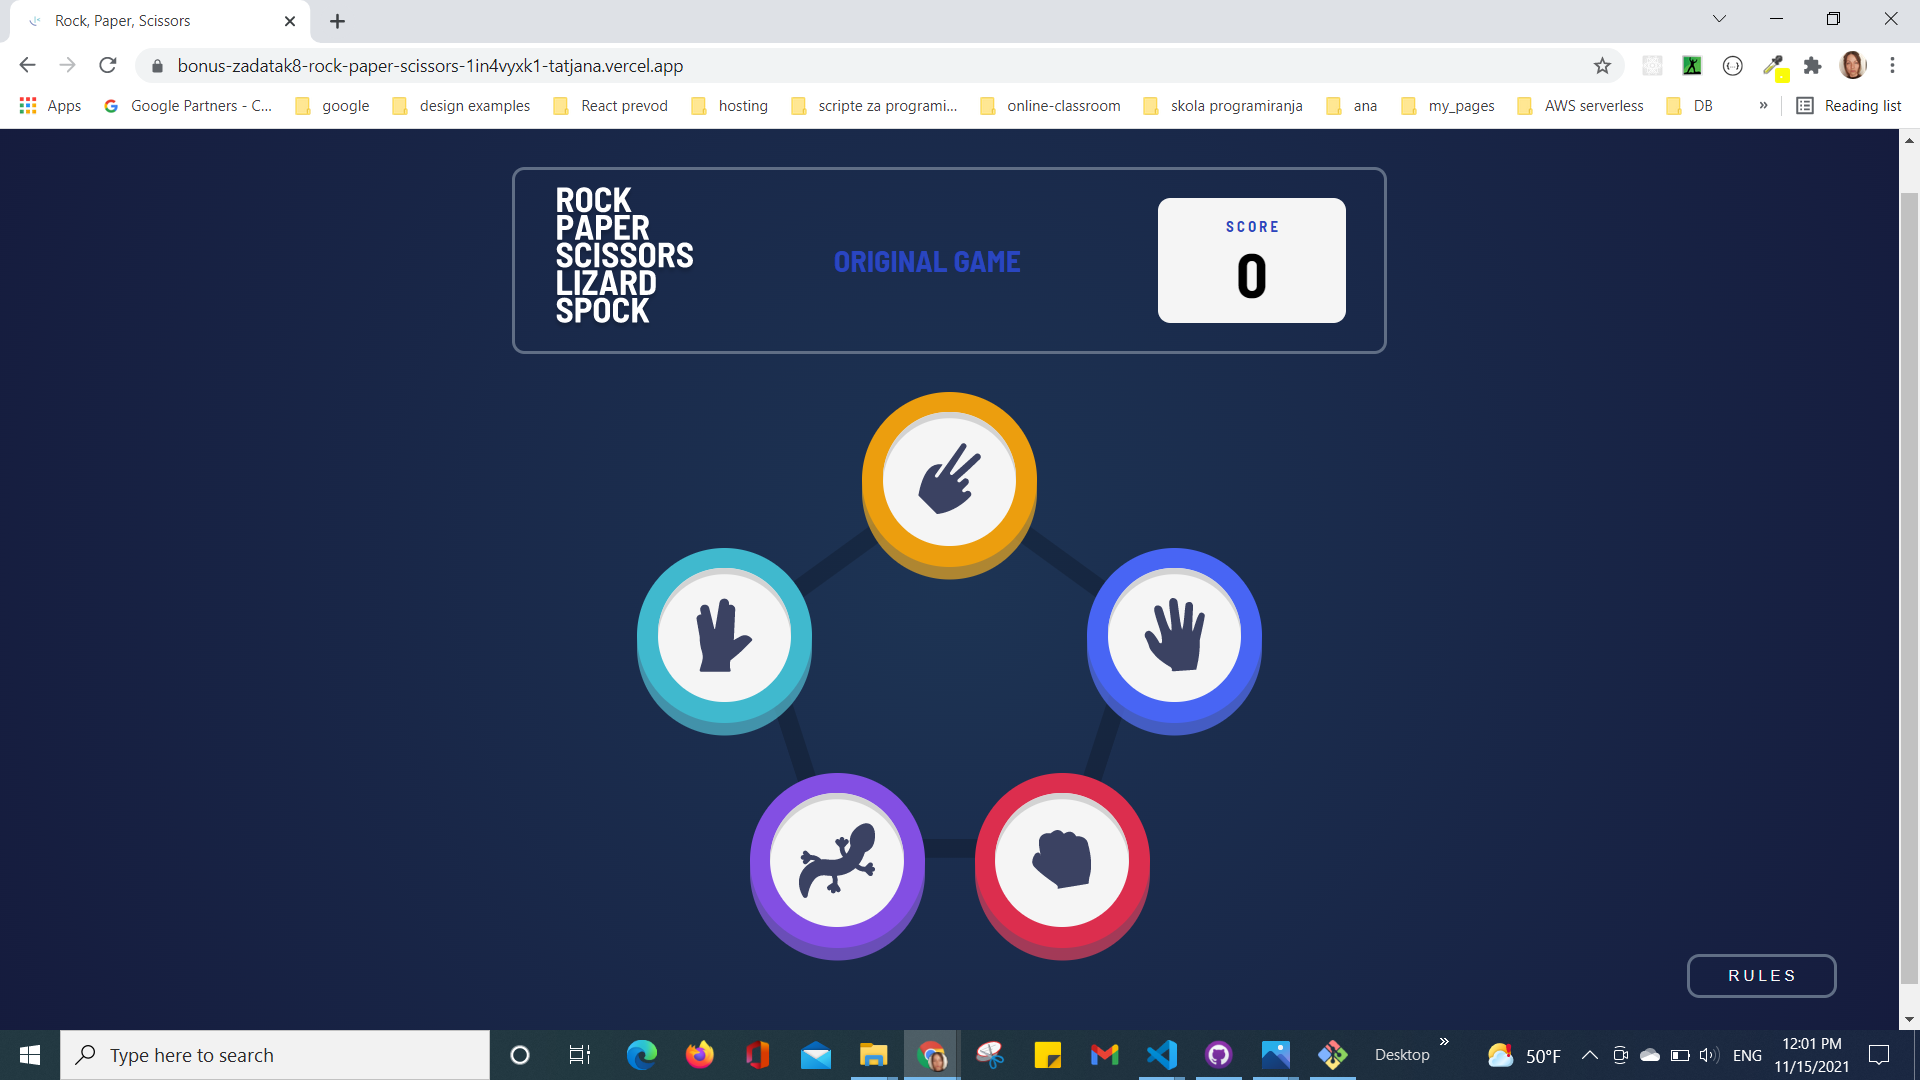 Rock, Paper, Scissors
bonus-zadatak8-rock-paper-scissors-1in4vyxk1-tatjana.vercel.app
Apps
Google Partners - C...
google
design examples
React prevod
hosting
scripte za programi...
online-classroom
skola programiranja
ana
my_pages
AWS serverless
DB
»
Reading list
ROCK
PAPER
SCISSORS
LIZARD
SPOCK
ORIGINAL GAME
SCORE
0
RULES
Type here to search
Desktop
»
50°F
ENG
12:01 PM
11/15/2021